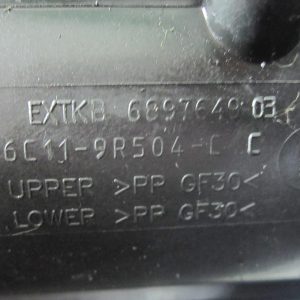 EXTKB 6897649 03
6C11-9R504-C C
UPPER >PP GF30<
LOWER >PP GF30<